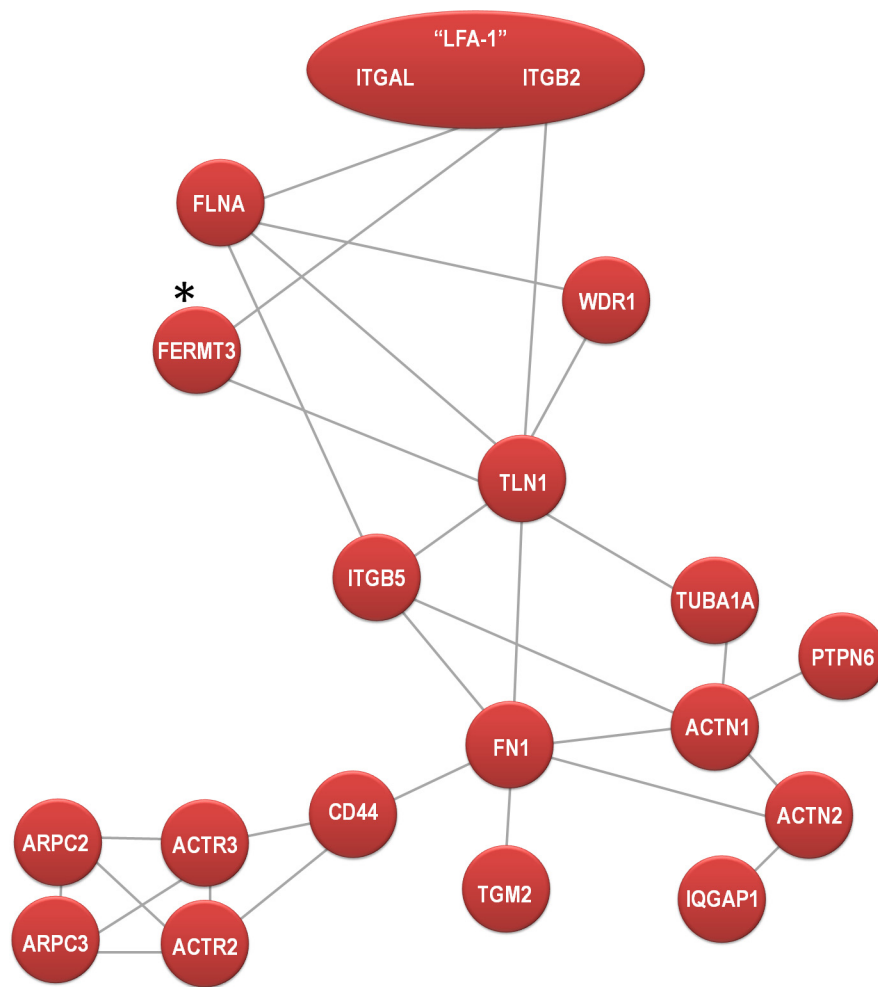 “LFA-1”
ITGAL ITGB2
FLNA
*
WDR1
FERMT3
TLN1
ITGB5
TUBA1A
PTPN6
FN1
ACTN1
CD44
ACTN2
ARPC2
ACTR3
TGM2
IQGAP1
ARPC3
ACTR2